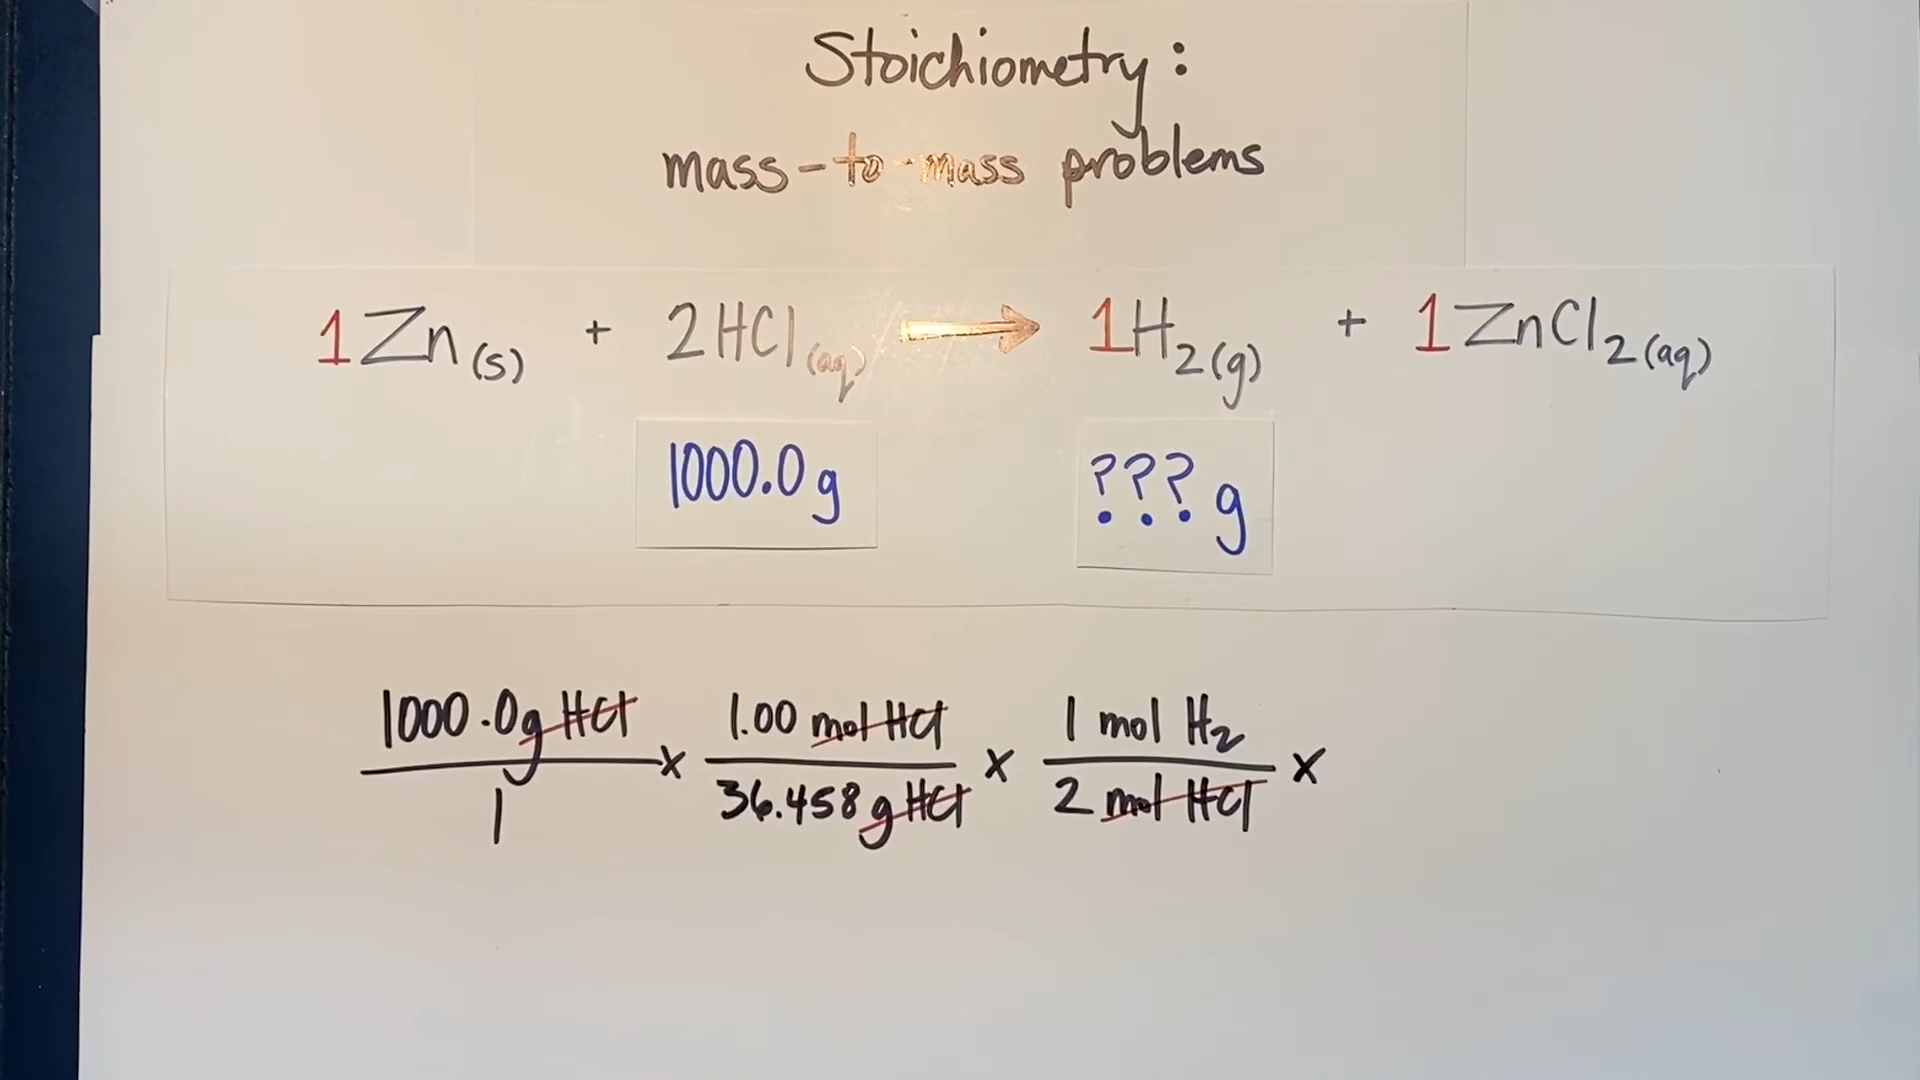 Stoichiometry:
mass-to-mass problems
1Zn(s) + 2HCl(aq) → 1H₂(g) + 1ZnCl₂(aq)
1000.0 g ??? g
1000.0g HCl × 1.00 mol HCl × 1 mol H₂ ×
1 36.458 g HCl 2 mol HCl